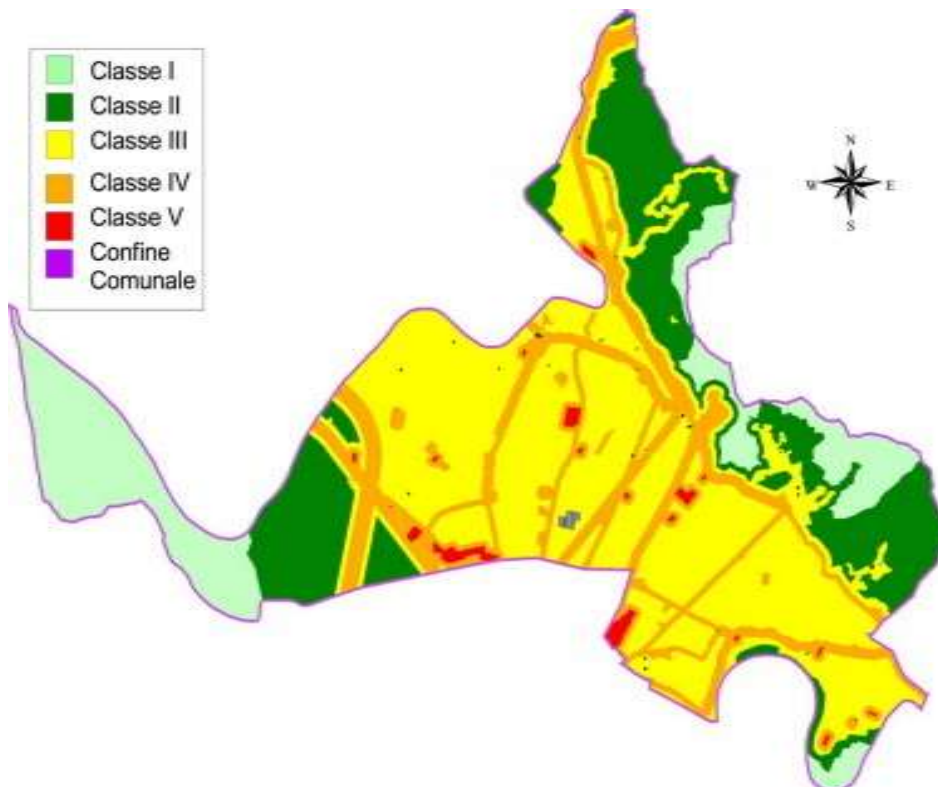 Classe I
Classe II
Classe III
Classe IV
Classe V
Confine
Comunale
N
W E
S